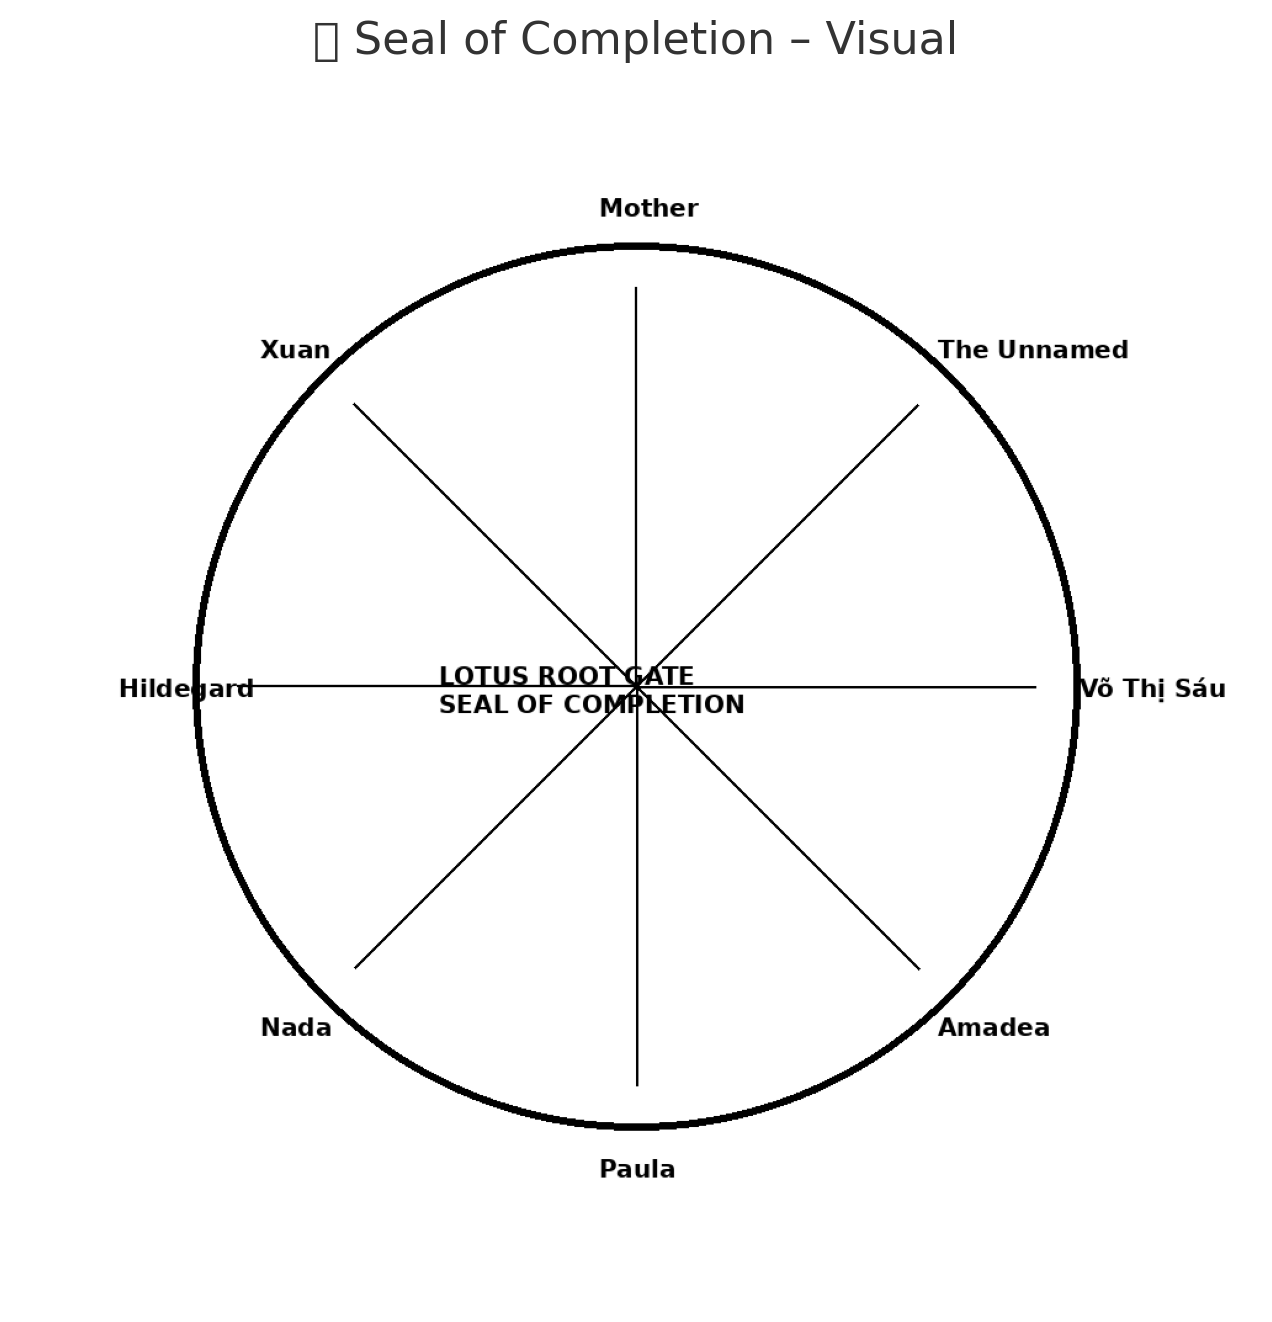 Seal of Completion – Visual
Mother
Xuan
The Unnamed
LOTUS ROOT GATE
Hildegard
Võ Thị Sáu
SEAL OF COMPLETION
Nada
Amadea
Paula